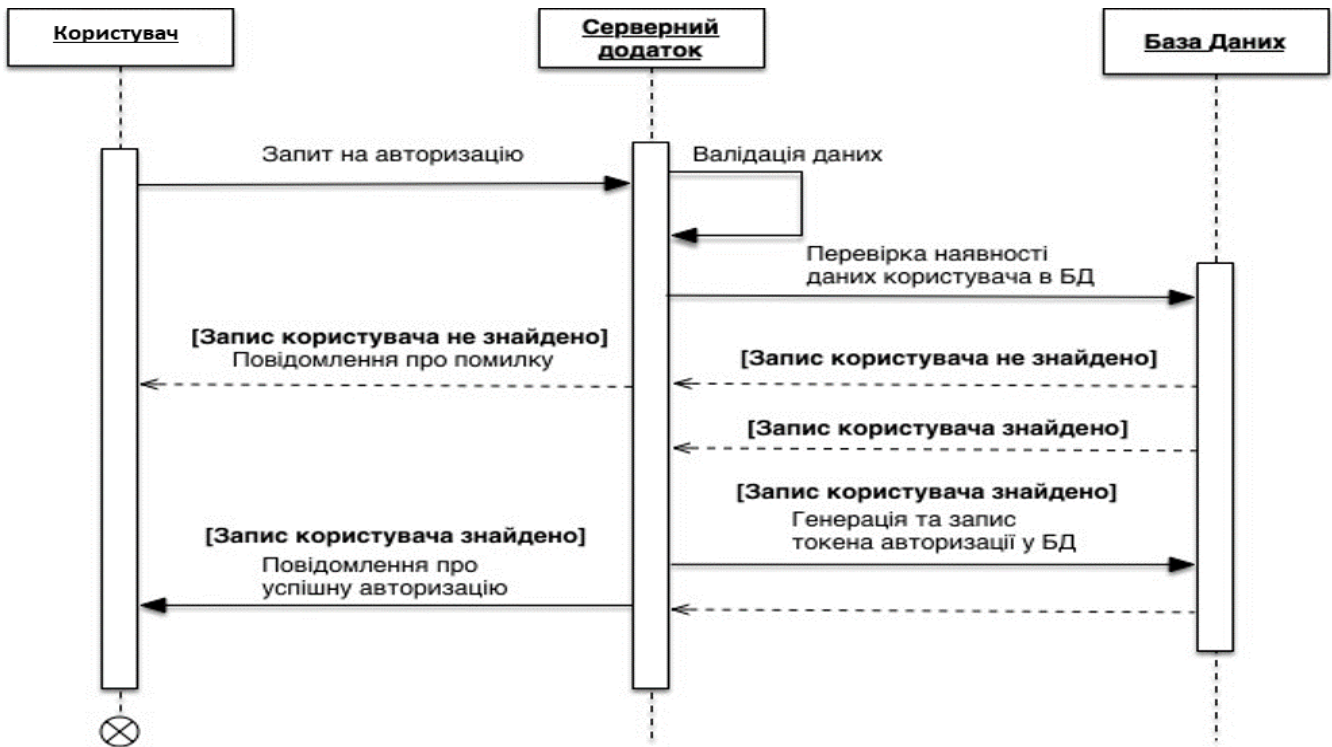 Користувач
Серверний
додаток
База Даних
Запит на авторизацію
Валідація даних
Перевірка наявності
даних користувача в БД
[Запис користувача не знайдено]
Повідомлення про помилку
[Запис користувача не знайдено]
[Запис користувача знайдено]
[Запис користувача знайдено]
Генерація та запис
токена авторизації у БД
[Запис користувача знайдено]
Повідомлення про
успішну авторизацію